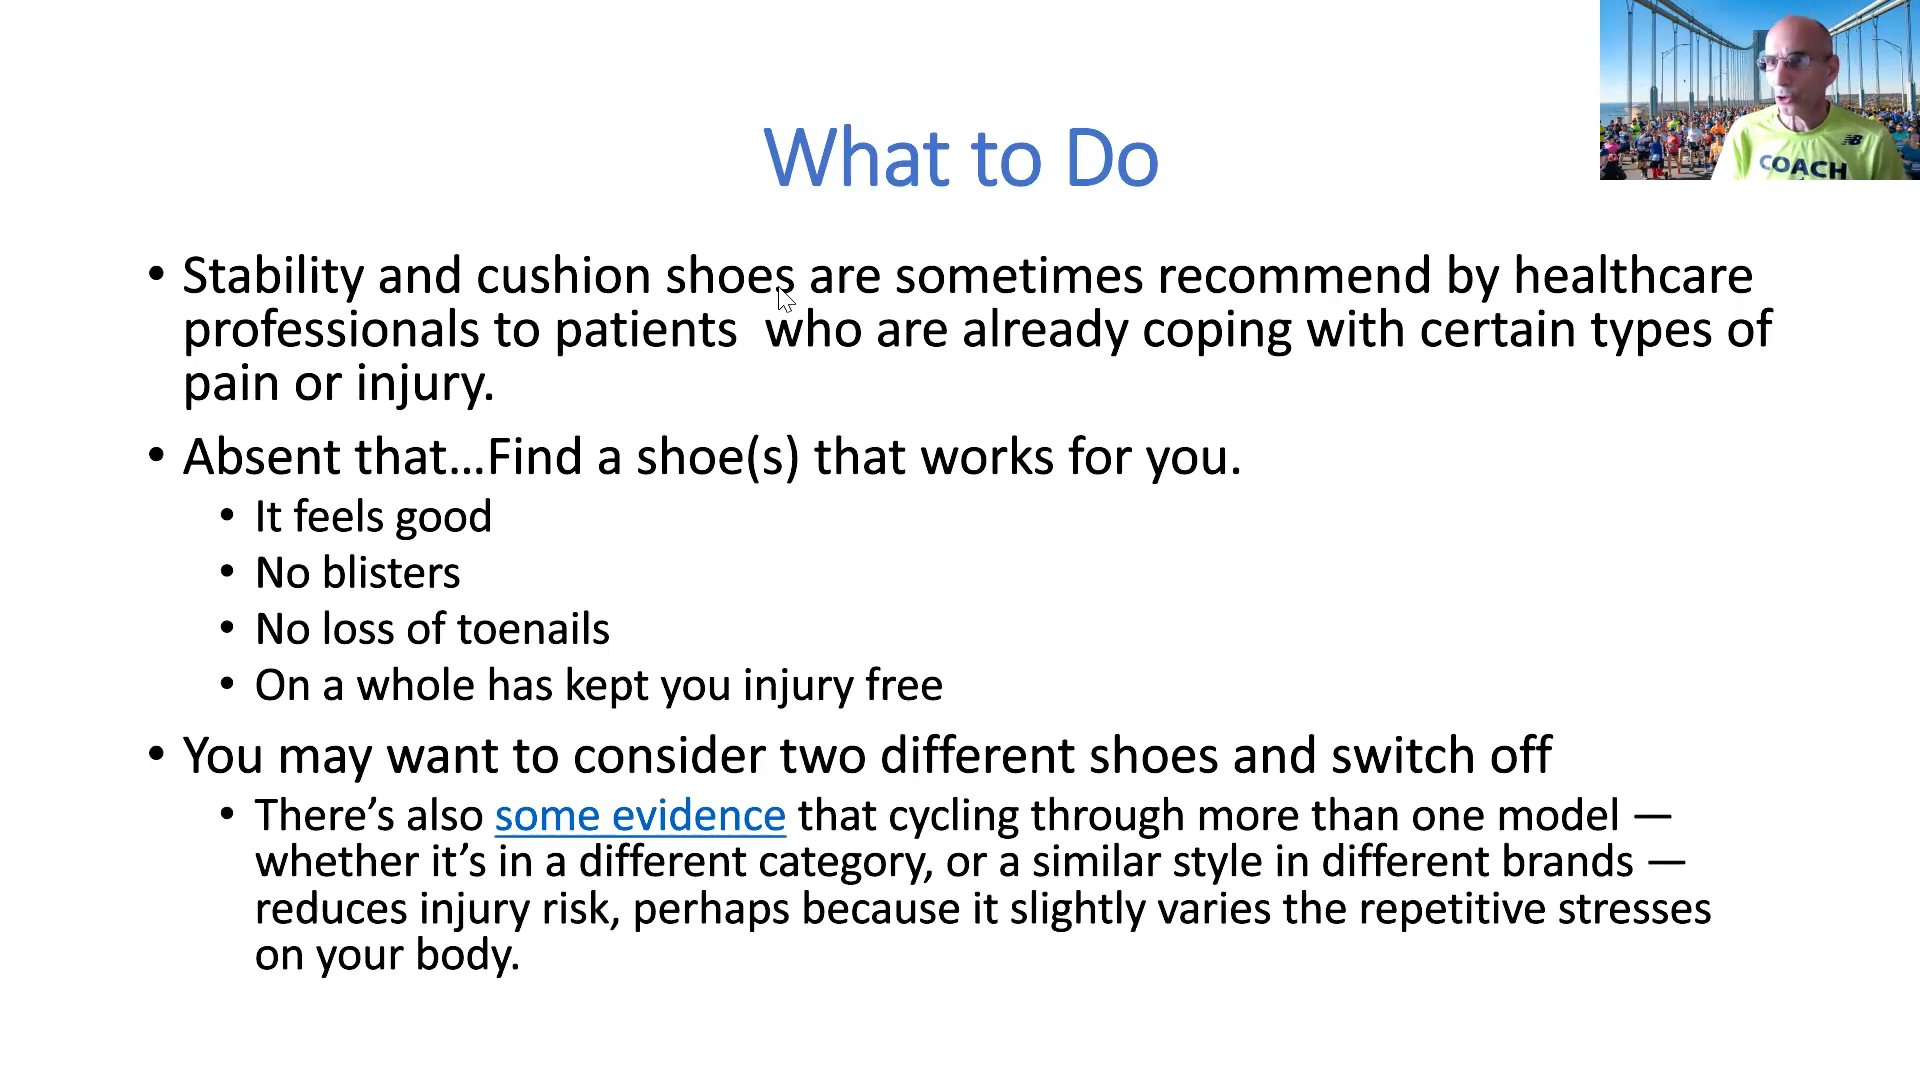 What to Do
• Stability and cushion shoes are sometimes recommend by healthcare
professionals to patients  who are already coping with certain types of
pain or injury.
• Absent that…Find a shoe(s) that works for you.
• It feels good
• No blisters
• No loss of toenails
• On a whole has kept you injury free
• You may want to consider two different shoes and switch off
• There’s also some evidence that cycling through more than one model —
whether it’s in a different category, or a similar style in different brands —
reduces injury risk, perhaps because it slightly varies the repetitive stresses
on your body.
NB
COACH